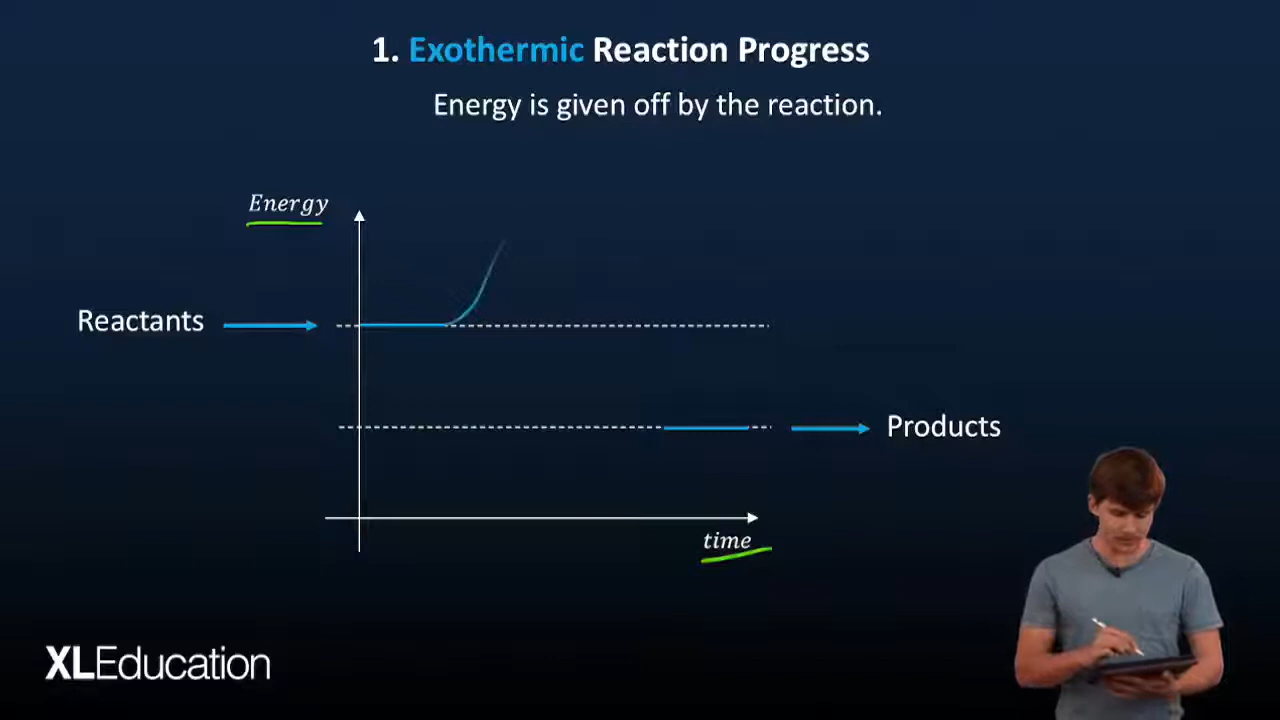 1. Exothermic Reaction Progress
Energy is given off by the reaction.
Energy
Reactants
Products
time
XLEducation